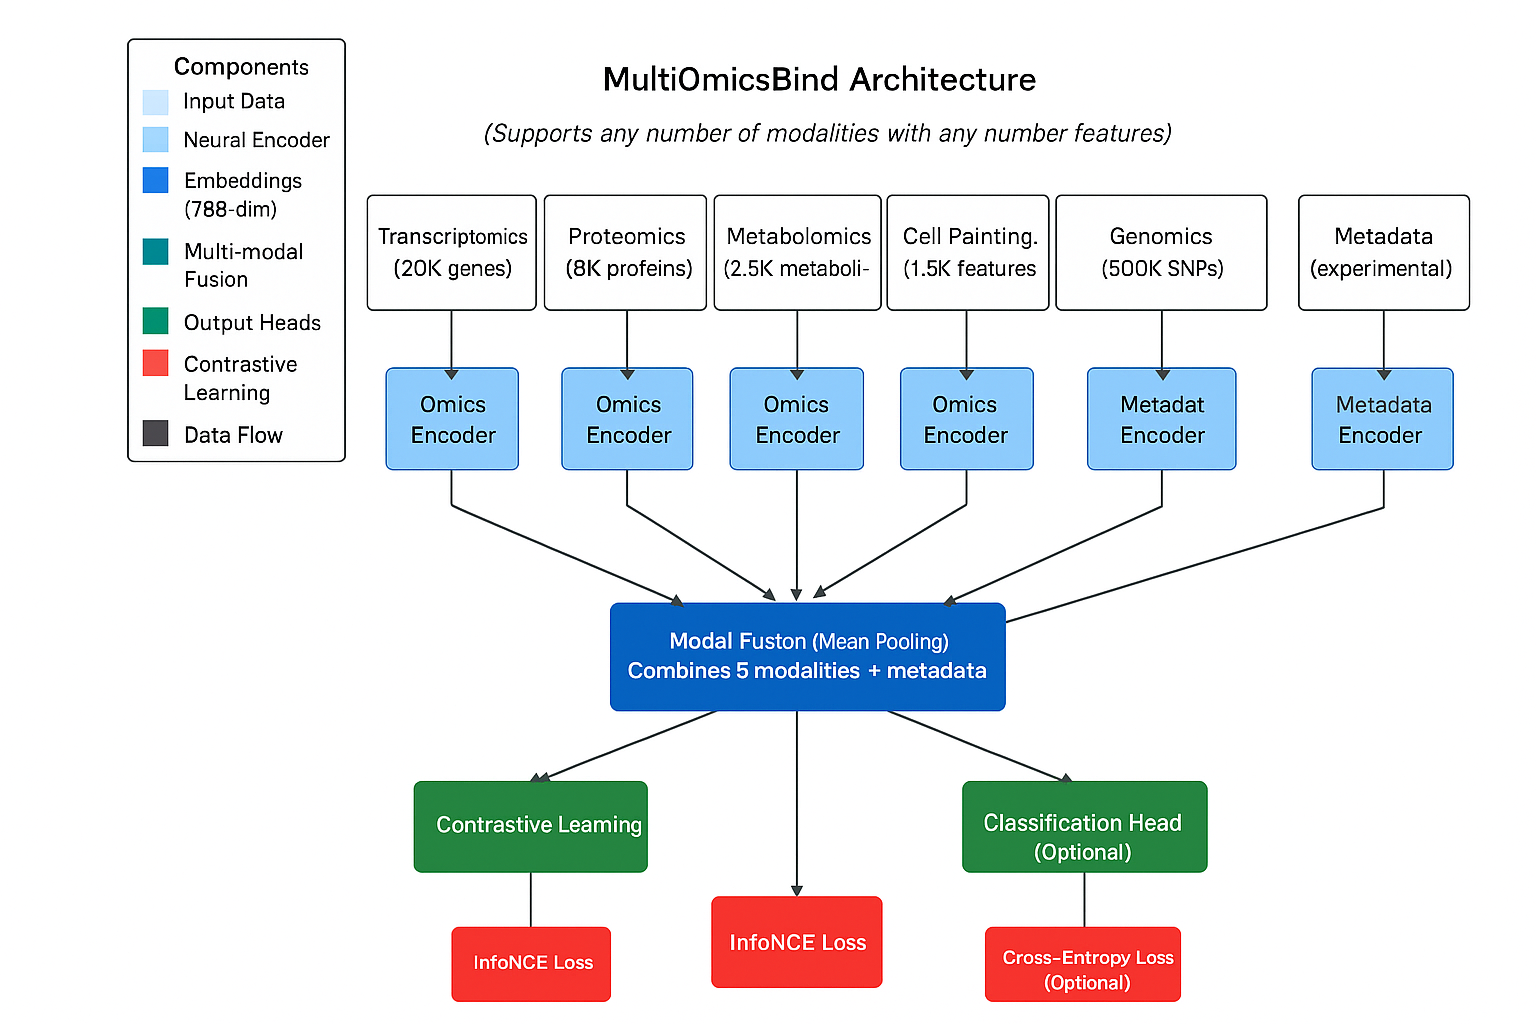 Components
Input Data
Neural Encoder
Embeddings
(788-dim)
Multi-modal
Fusion
Output Heads
Contrastive
Learning
Data Flow
MultiOmicsBind Architecture
(Supports any number of modalities with any number features)
Transcriptomics
(20K genes)
Proteomics
(8K profeins)
Metabolomics
(2.5K metaboli-
Cell Painting.
(1.5K features
Genomics
(500K SNPs)
Metadata
(experimental)
Omics
Encoder
Omics
Encoder
Omics
Encoder
Omics
Encoder
Metadat
Encoder
Metadata
Encoder
Modal Fuston (Mean Pooling)
Combines 5 modalities + metadata
Contrastive Leaming
Classification Head
(Optional)
InfoNCE Loss
InfoNCE Loss
Cross-Entropy Loss
(Optional)